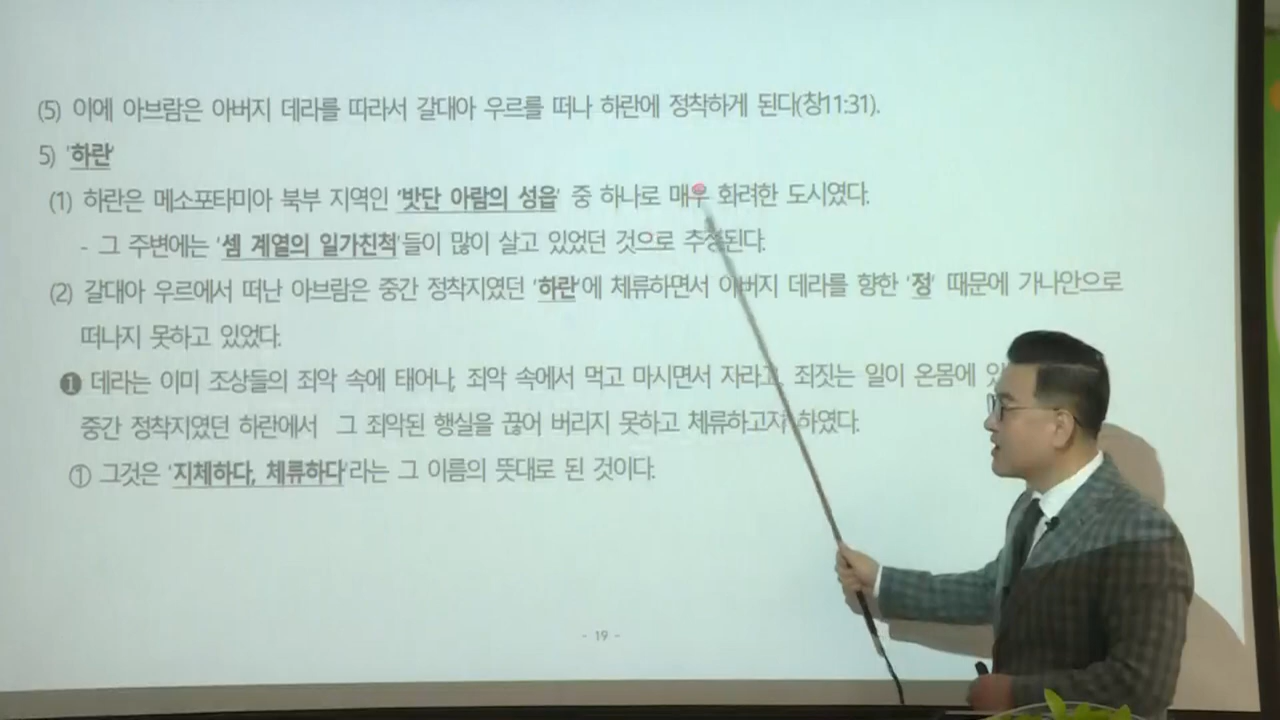 (5) 이에 아브람은 아버지 데라를 따라서 갈대아 우르를 떠나 하란에 정착하게 된다(창11:31).
5) '하란'
(1) 하란은 메소포타미아 북부 지역인 '밧단 아람의 성읍' 중 하나로 매우 화려한 도시였다.
- 그 주변에는 '셈 계열의 일가친척'들이 많이 살고 있었던 것으로 추정된다.
(2) 갈대아 우르에서 떠난 아브람은 중간 정착지였던 '하란'에 체류하면서 아버지 데라를 향한 '정' 때문에 가나안으로
떠나지 못하고 있었다.
❶ 데라는 이미 조상들의 죄악 속에 태어나, 죄악 속에서 먹고 마시면서 자라고, 죄짓는 일이 온몸에
중간 정착지였던 하란에서 그 죄악된 행실을 끊어 버리지 못하고 체류하고자 하였다.
① 그것은 '지체하다, 체류하다'라는 그 이름의 뜻대로 된 것이다.
- 19 -